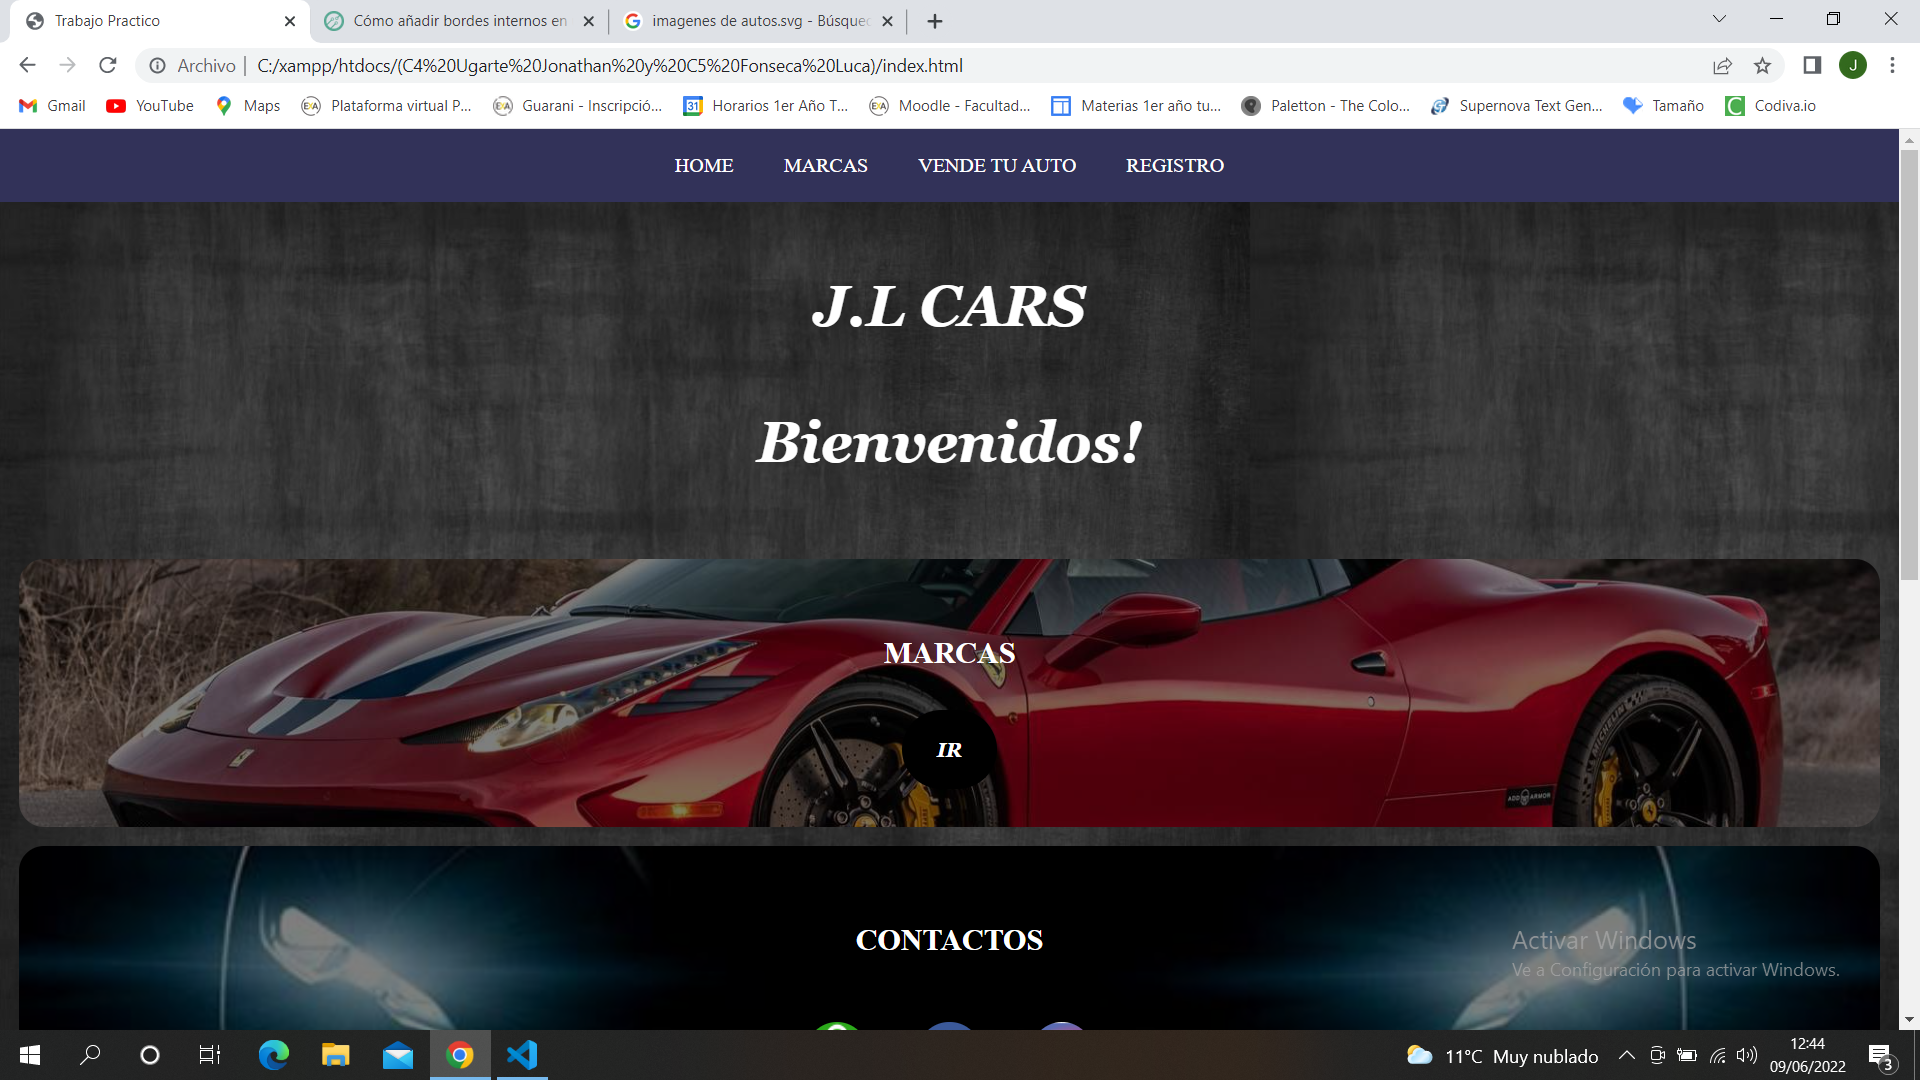 Trabajo Practico
Cómo añadir bordes internos en
imagenes de autos.svg - Búsqued
Archivo | C:/xampp/htdocs/(C4%20Ugarte%20Jonathan%20y%20C5%20Fonseca%20Luca)/index.html
J
Gmail YouTube Maps Plataforma virtual P... Guarani - Inscripció... Horarios 1er Año T... Moodle - Facultad... Materias 1er año tu... Paletton - The Colo... Supernova Text Gen... Tamaño Codiva.io
HOME MARCAS VENDE TU AUTO REGISTRO
J.L CARS
Bienvenidos!
MARCAS
IR
ADD ARMOR
CONTACTOS
Activar Windows
Ve a Configuración para activar Windows.
11°C Muy nublado
12:44
09/06/2022
3